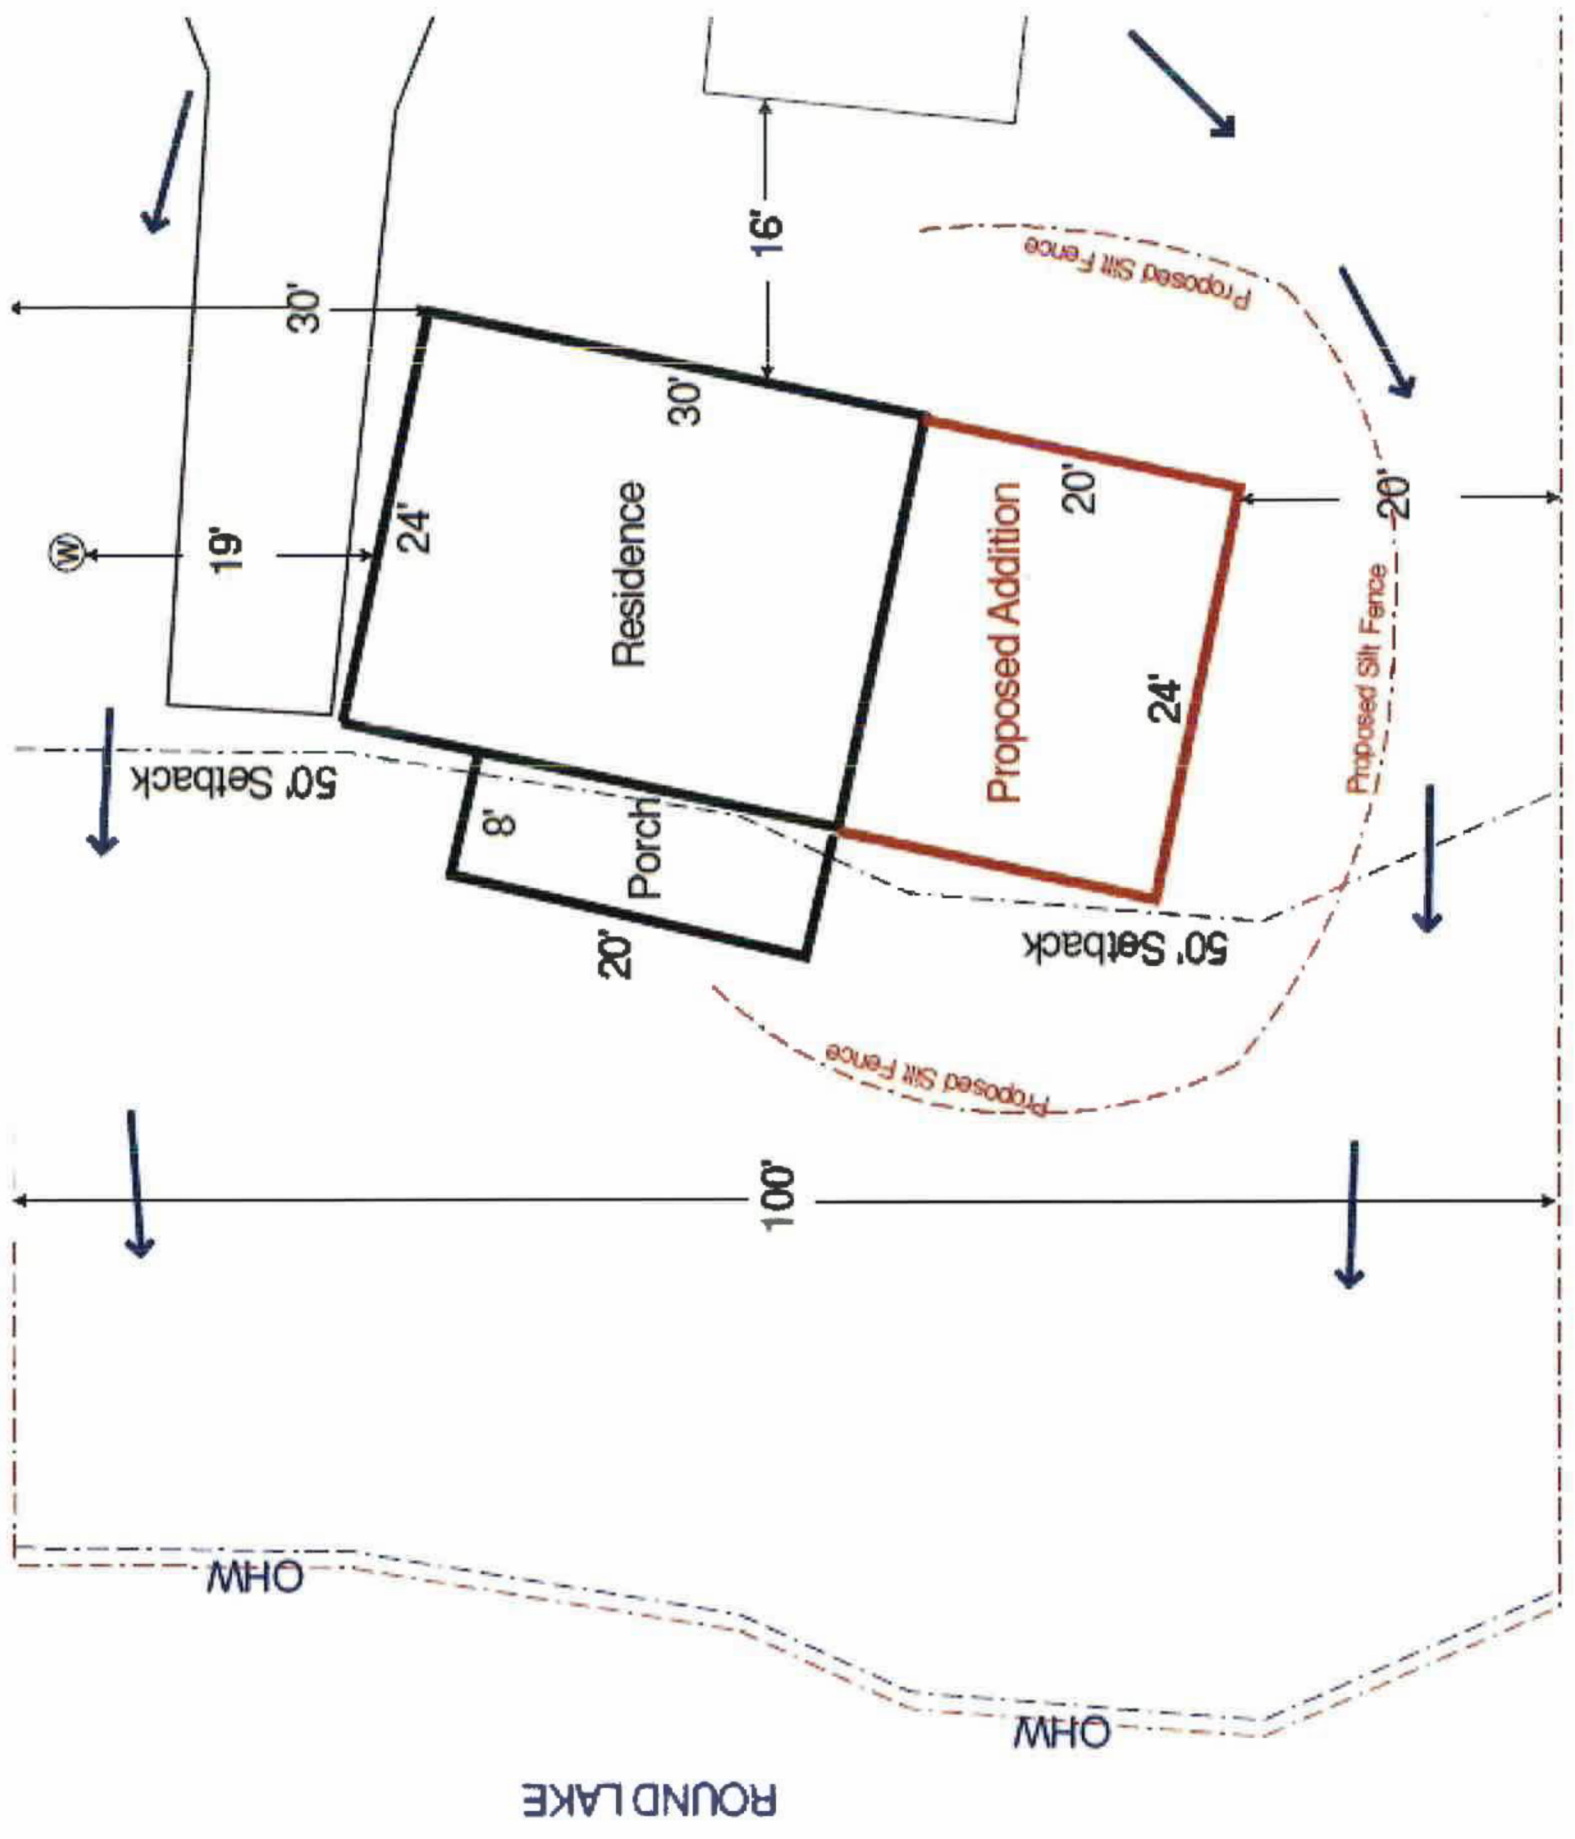 30'
16'
W
19'
24'
30'
Residence
Proposed Silt Fence
Proposed Addition
20'
20'
24'
Proposed Silt Fence
50' Setback
8'
Porch
20'
50' Setback
Proposed Silt Fence
100'
OHW
OHW
ROUND LAKE